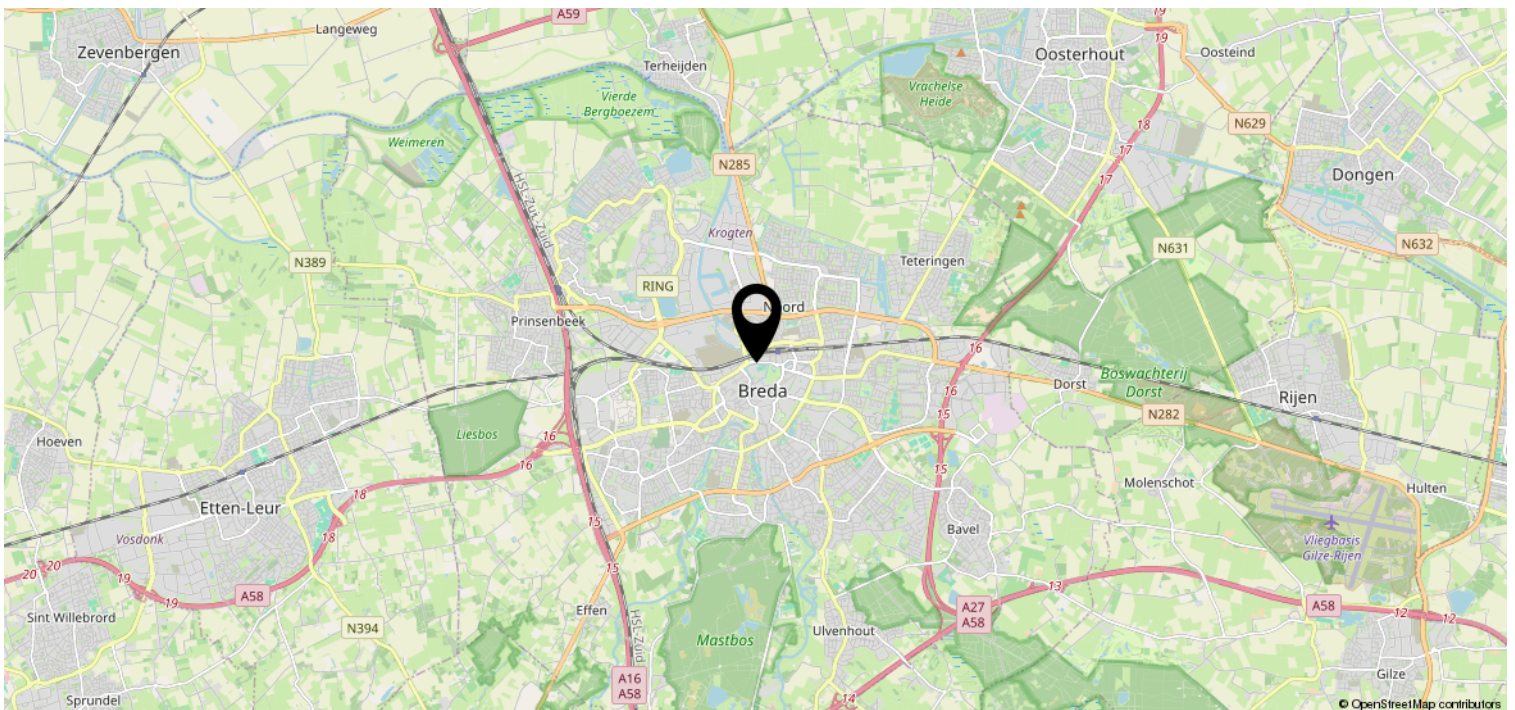 A59
19
Langeweg
Zevenbergen
19
Oosterhout
Oosteind
Terheijden
Vrachelse
Heide
Vierde
Bergboezem
18
N629
Weimeren
17
N285
Dongen
17
HSL-Zuid
Krogten
N631
N632
N389
Teteringen
RING
Noord
Prinsenbeek
16
Boswachterij
Dorst
Dorst
Breda
16
Rijen
15
N282
Liesbos
16
Hoeven
16
15
Molenschot
Hulten
18
Etten-Leur
15
Bavel
18
Vosdonk
Vliegbasis
Gilze-Rijen
15
20
20
19
13
A58
19
A27
A58
A58
12
12
Effen
Sint Willebrord
HSL-Zuid
N394
Ulvenhout
Mastbos
A16
A58
Gilze
Sprundel
14
© OpenStreetMap contributors